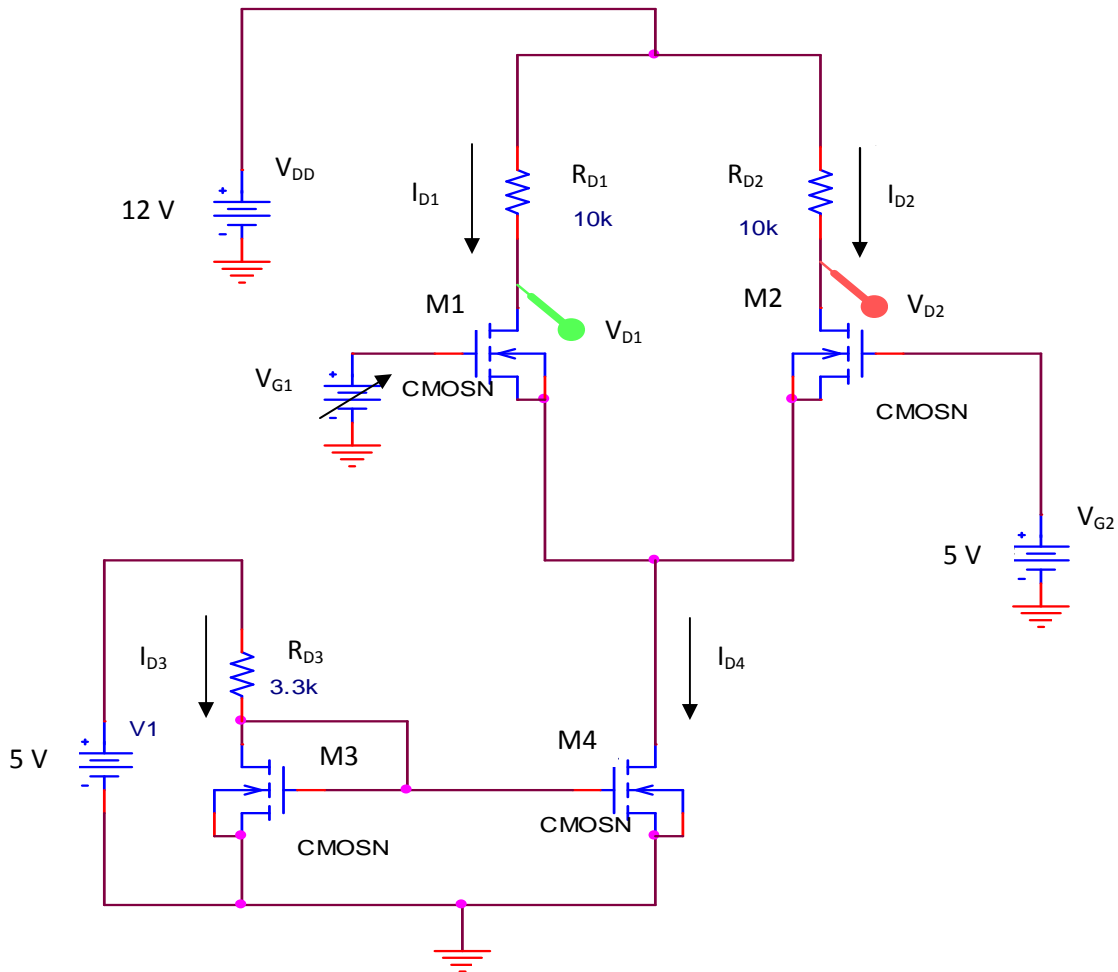 V_DD
12 V
+
-
I_D1
R_D1
10k
R_D2
10k
I_D2
M1
V_D1
M2
V_D2
V_G1
+
-
CMOSN
CMOSN
V_G2
5 V
+
-
I_D3
R_D3
3.3k
I_D4
5 V
V1
+
-
M3
CMOSN
M4
CMOSN